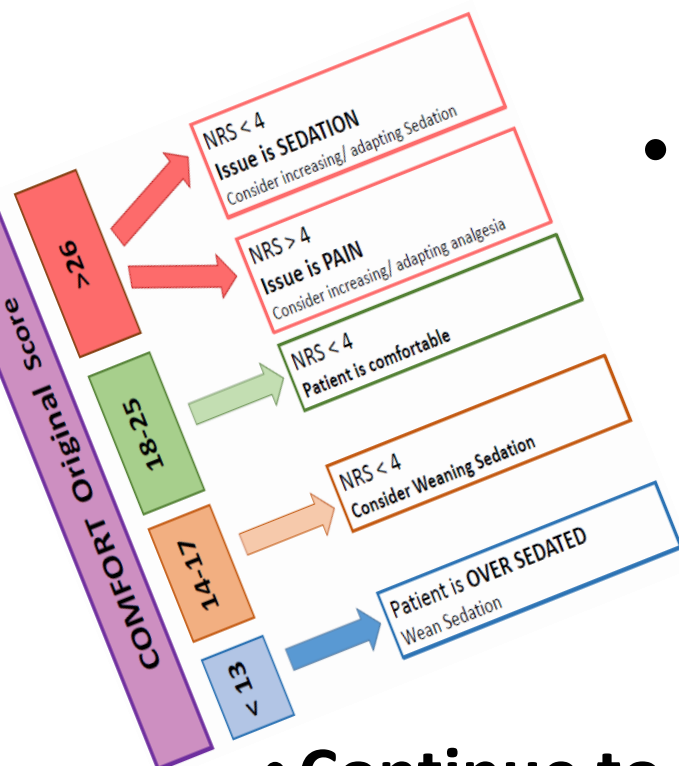 COMFORT Original Score
>26
NRS < 4
Issue is SEDATION
Consider increasing/ adapting Sedation
NRS > 4
Issue is PAIN
Consider increasing/ adapting analgesia
18-25
NRS < 4
Patient is comfortable
14-17
NRS < 4
Consider Weaning Sedation
< 13
Patient is OVER SEDATED
Wean Sedation
• Continue to